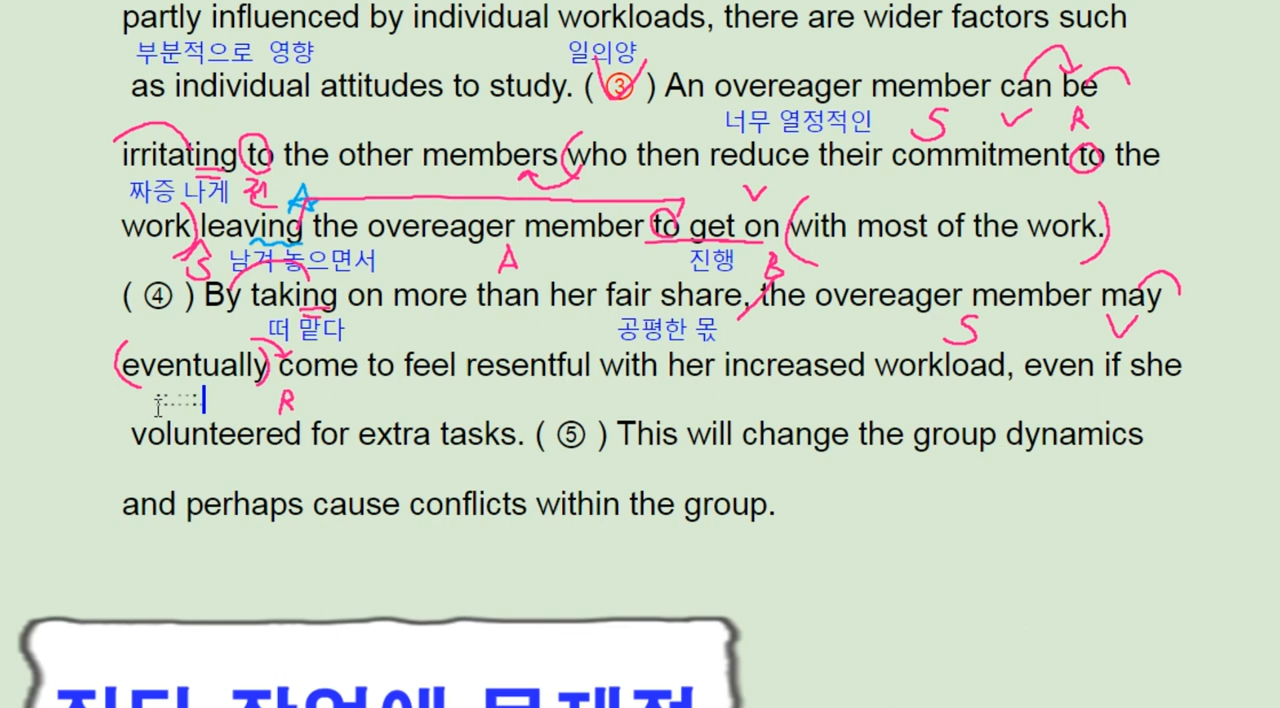 partly influenced by individual workloads, there are wider factors such
부분적으로 영향 일의양
as individual attitudes to study. ( ③ ) An overeager member can be
너무 열정적인 S V R
irritating to the other members who then reduce their commitment to the
짜증 나게 전 V
work leaving the overeager member to get on with most of the work.
S 남겨 놓으면서 A 진행 B
( ④ ) By taking on more than her fair share, the overeager member may
떠 맡다 공평한 몫 S V
eventually come to feel resentful with her increased workload, even if she
R
volunteered for extra tasks. ( ⑤ ) This will change the group dynamics
and perhaps cause conflicts within the group.